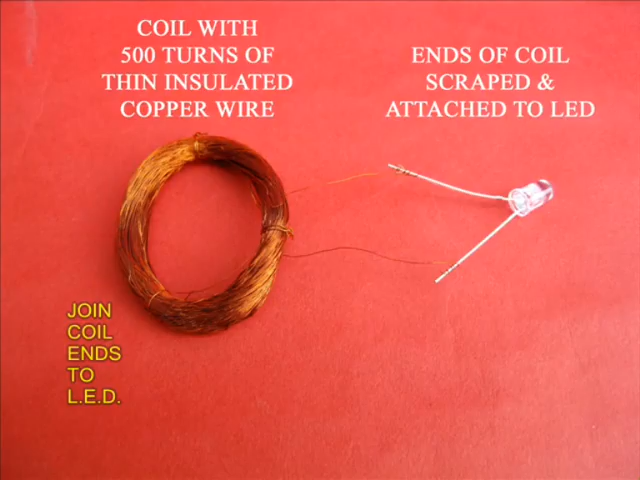 COIL WITH
500 TURNS OF
THIN INSULATED
COPPER WIRE
ENDS OF COIL
SCRAPED &
ATTACHED TO LED
JOIN
COIL
ENDS
TO
L.E.D.